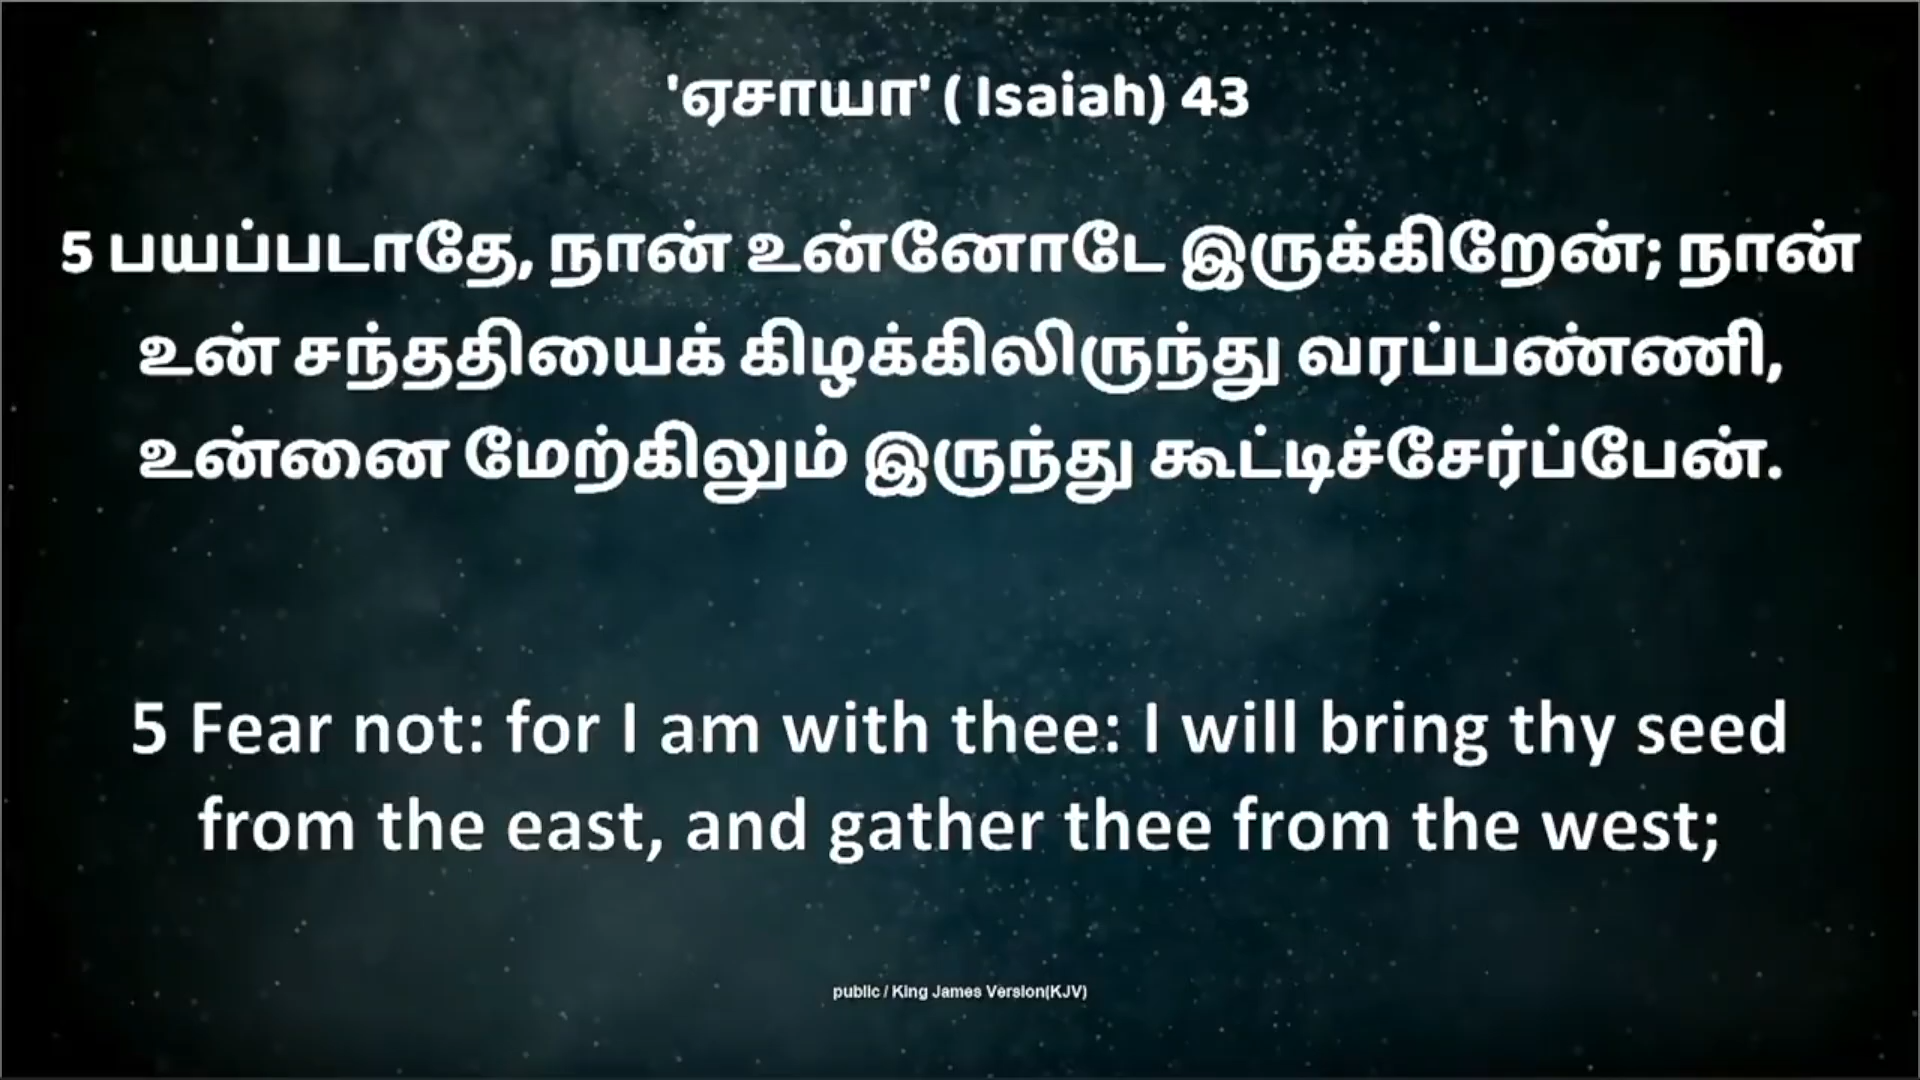 'ஏசாயா' ( Isaiah) 43
5 பயப்படாதே, நான் உன்னோடே இருக்கிறேன்; நான்
உன் சந்ததியைக் கிழக்கிலிருந்து வரப்பண்ணி,
உன்னை மேற்கிலும் இருந்து கூட்டிச்சேர்ப்பேன்.
5 Fear not: for I am with thee: I will bring thy seed
from the east, and gather thee from the west;
public / King James Version(KJV)